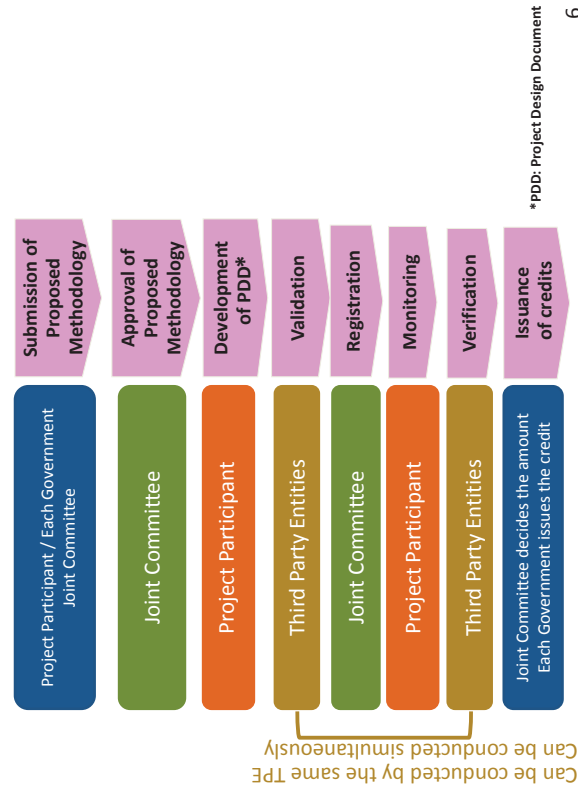 Submission of
Proposed
Methodology
Project Participant / Each Government
Joint Committee
Approval of
Proposed
Methodology
Joint Committee
Development
of PDD*
Project Participant
Validation
Third Party Entities
Registration
Joint Committee
Monitoring
Project Participant
Verification
Third Party Entities
Issuance
of credits
Joint Committee decides the amount
Each Government issues the credit
Can be conducted by the same TPE
Can be conducted simultaneously
*PDD: Project Design Document